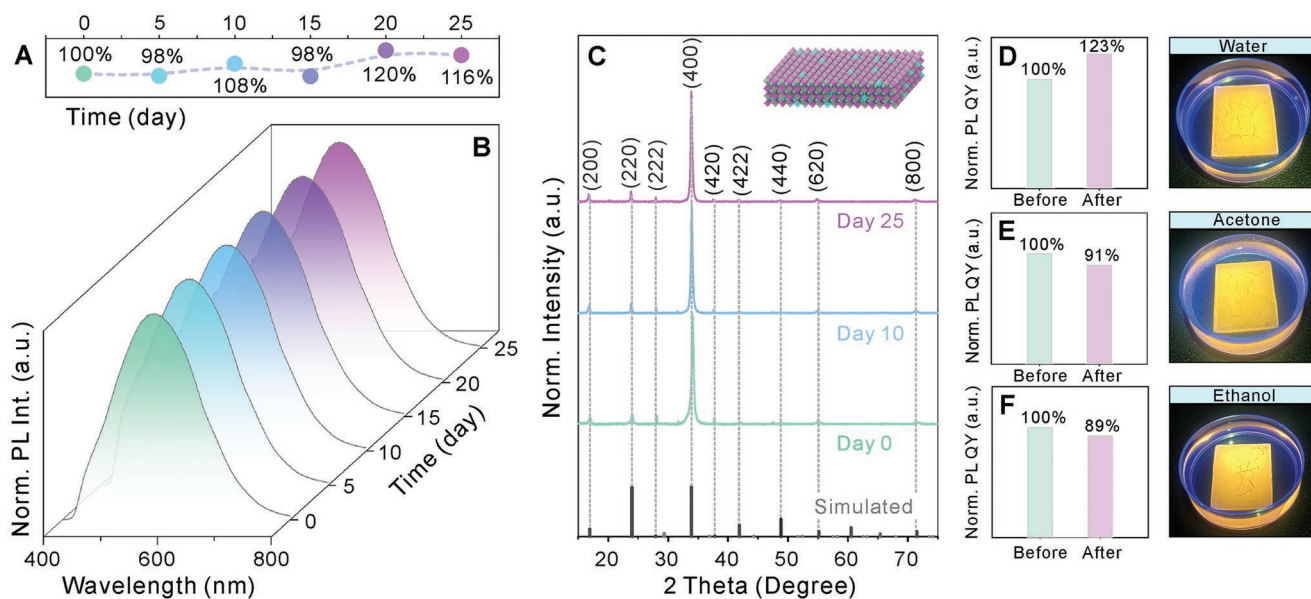 0 5 10 15 20 25
A
100% 98% 108% 98% 120% 116%
Time (day)
B
Norm. PL Int. (a.u.)
400 500 600 700 800
Wavelength (nm)
0 5 10 15 20 25
Time (day)
C
(200) (220) (222) (400) (420) (422) (440) (620) (800)
Day 25
Day 10
Day 0
Simulated
Norm. Intensity (a.u.)
20 30 40 50 60 70
2 Theta (Degree)
D
Norm. PL QY (a.u.)
100% 123%
Before After
Water
E
Norm. PL QY (a.u.)
100% 91%
Before After
Acetone
F
Norm. PL QY (a.u.)
100% 89%
Before After
Ethanol